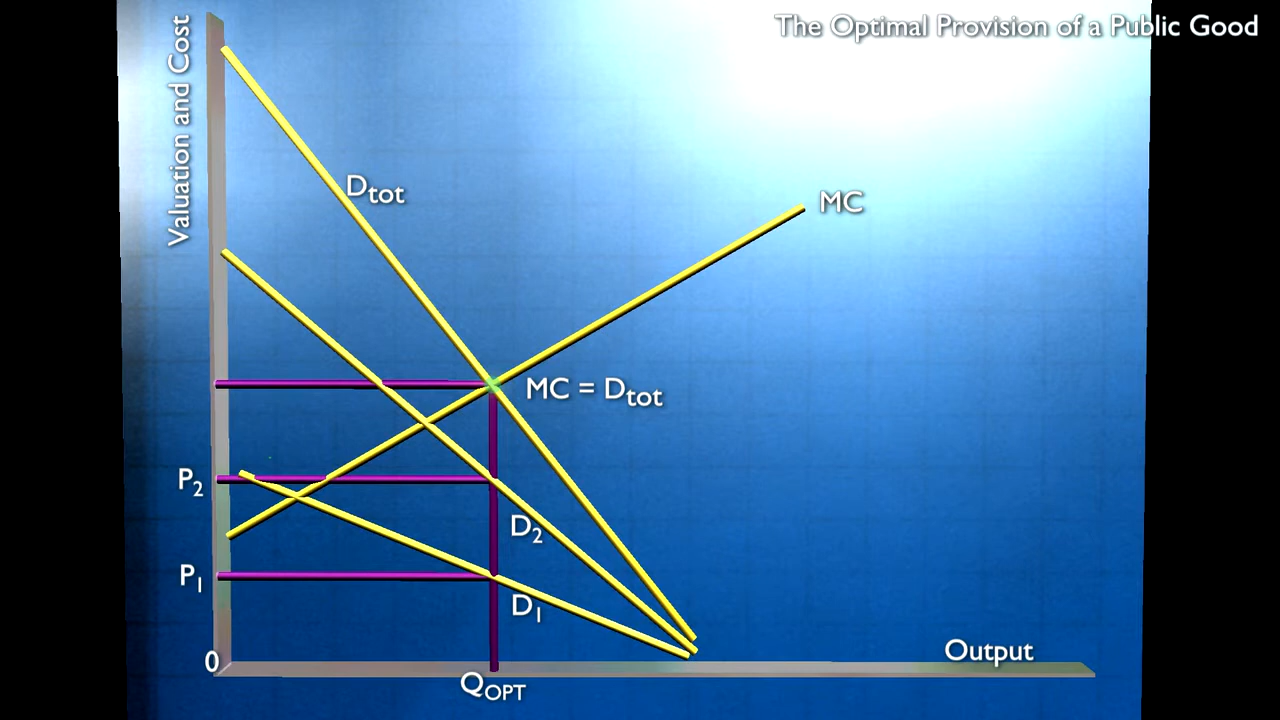 The Optimal Provision of a Public Good
Valuation and Cost
Dtot
MC
MC = Dtot
P2
D2
P1
D1
0
Output
QOPT